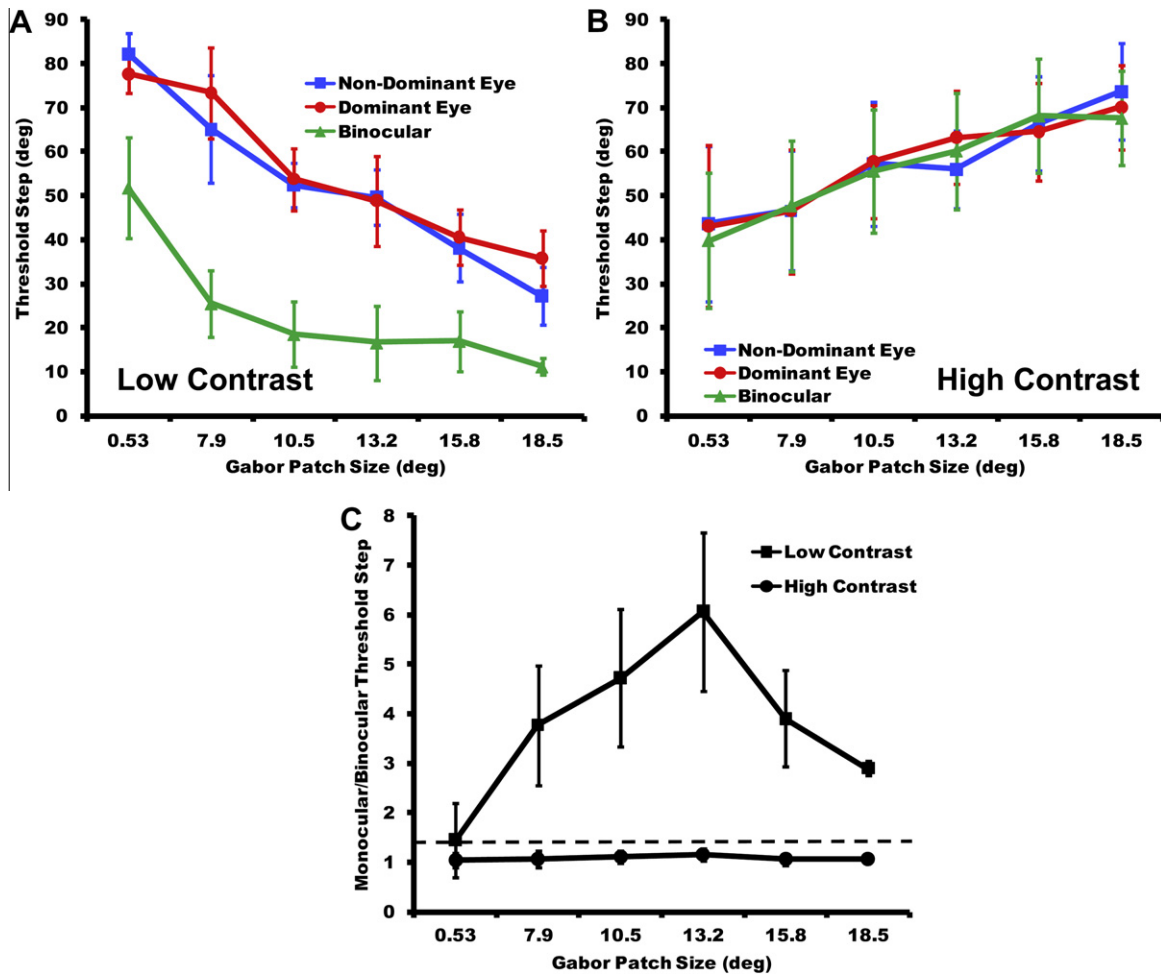 A
90
80
70
60
50
40
30
20
10
0
Threshold Step (deg)
Non-Dominant Eye
Dominant Eye
Binocular
Low Contrast
0.53 7.9 10.5 13.2 15.8 18.5
Gabor Patch Size (deg)
B
90
80
70
60
50
40
30
20
10
0
Threshold Step (deg)
Non-Dominant Eye
Dominant Eye
Binocular
High Contrast
0.53 7.9 10.5 13.2 15.8 18.5
Gabor Patch Size (deg)
C
8
7
6
5
4
3
2
1
0
Monocular/Binocular Threshold Step
Low Contrast
High Contrast
0.53 7.9 10.5 13.2 15.8 18.5
Gabor Patch Size (deg)